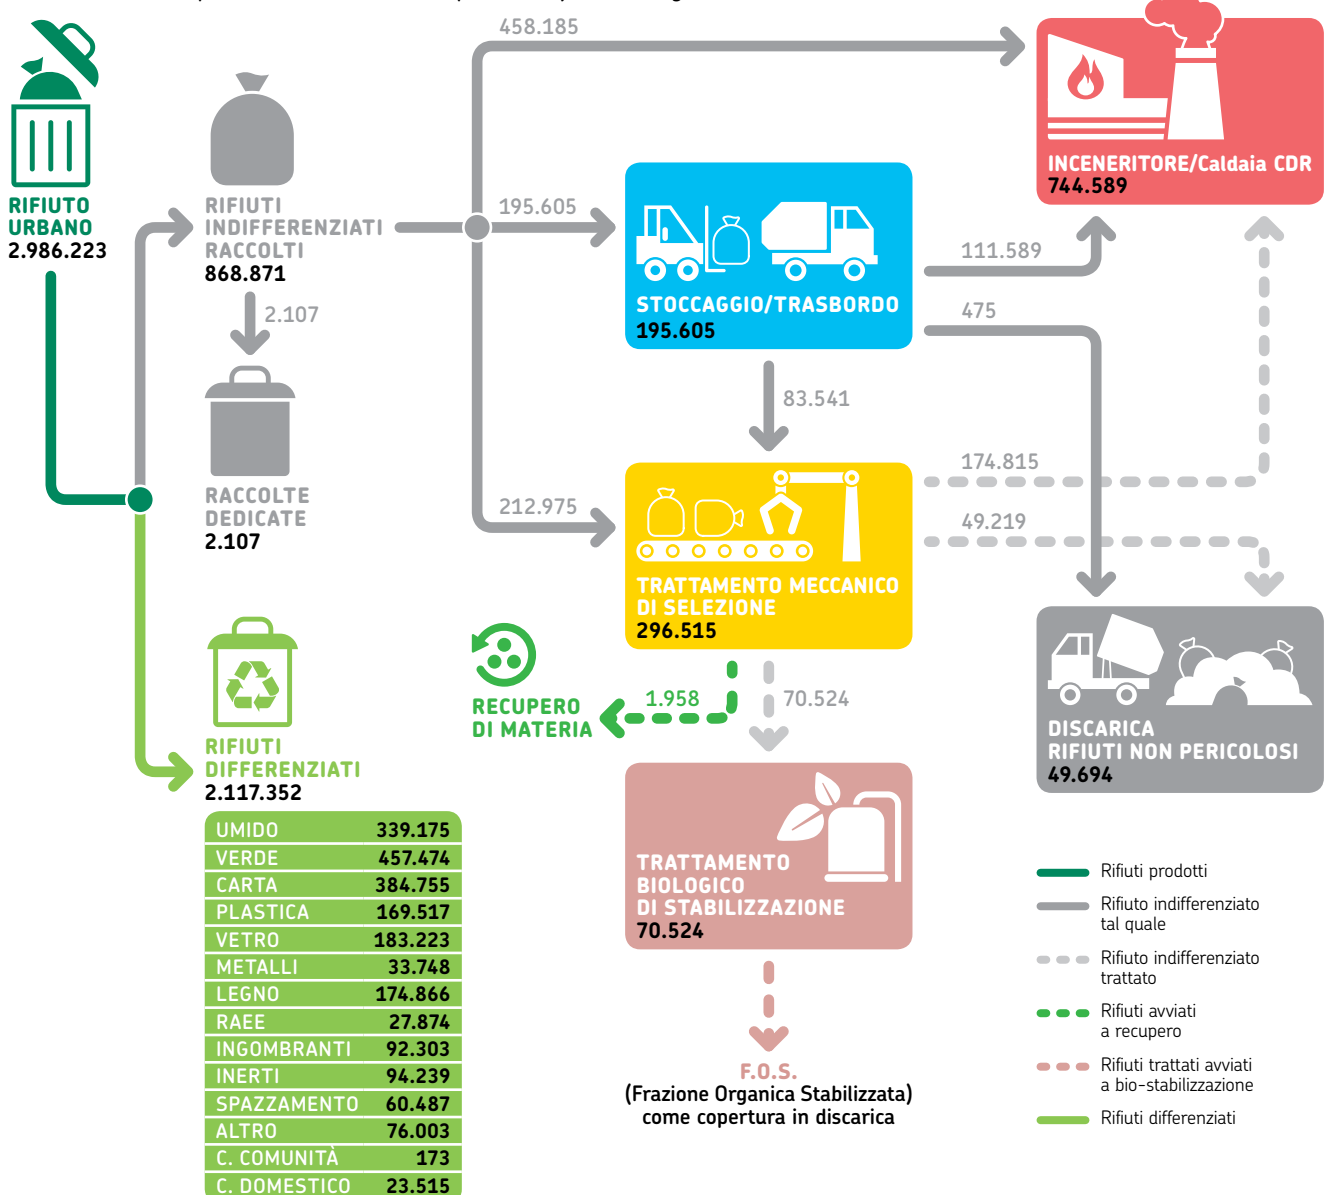 458.185
RIFIUTO
URBANO
2.986.223
RIFIUTI
INDIFFERENZIATI
RACCOLTI
868.871
2.107
RACCOLTE
DEDICATE
2.107
195.605
212.975
STOCCAGGIO/TRASBORDO
195.605
INCENERITORE/Caldaia CDR
744.589
111.589
475
83.541
174.815
49.219
TRATTAMENTO MECCANICO
DI SELEZIONE
296.515
RECUPERO
DI MATERIA
1.958
70.524
DISCARICA
RIFIUTI NON PERICOLOSI
49.694
TRATTAMENTO
BIOLOGICO
DI STABILIZZAZIONE
70.524
F.O.S.
(Frazione Organica Stabilizzata)
come copertura in discarica
RIFIUTI
DIFFERENZIATI
2.117.352
UMIDO 339.175
VERDE 457.474
CARTA 384.755
PLASTICA 169.517
VETRO 183.223
METALLI 33.748
LEGNO 174.866
RAEE 27.874
INGOMBRANTI 92.303
INERTI 94.239
SPAZZAMENTO 60.487
ALTRO 76.003
C. COMUNITÀ 173
C. DOMESTICO 23.515
Rifiuti prodotti
Rifiuto indifferenziato
tal quale
Rifiuto indifferenziato
trattato
Rifiuti avviati
a recupero
Rifiuti trattati avviati
a bio-stabilizzazione
Rifiuti differenziati